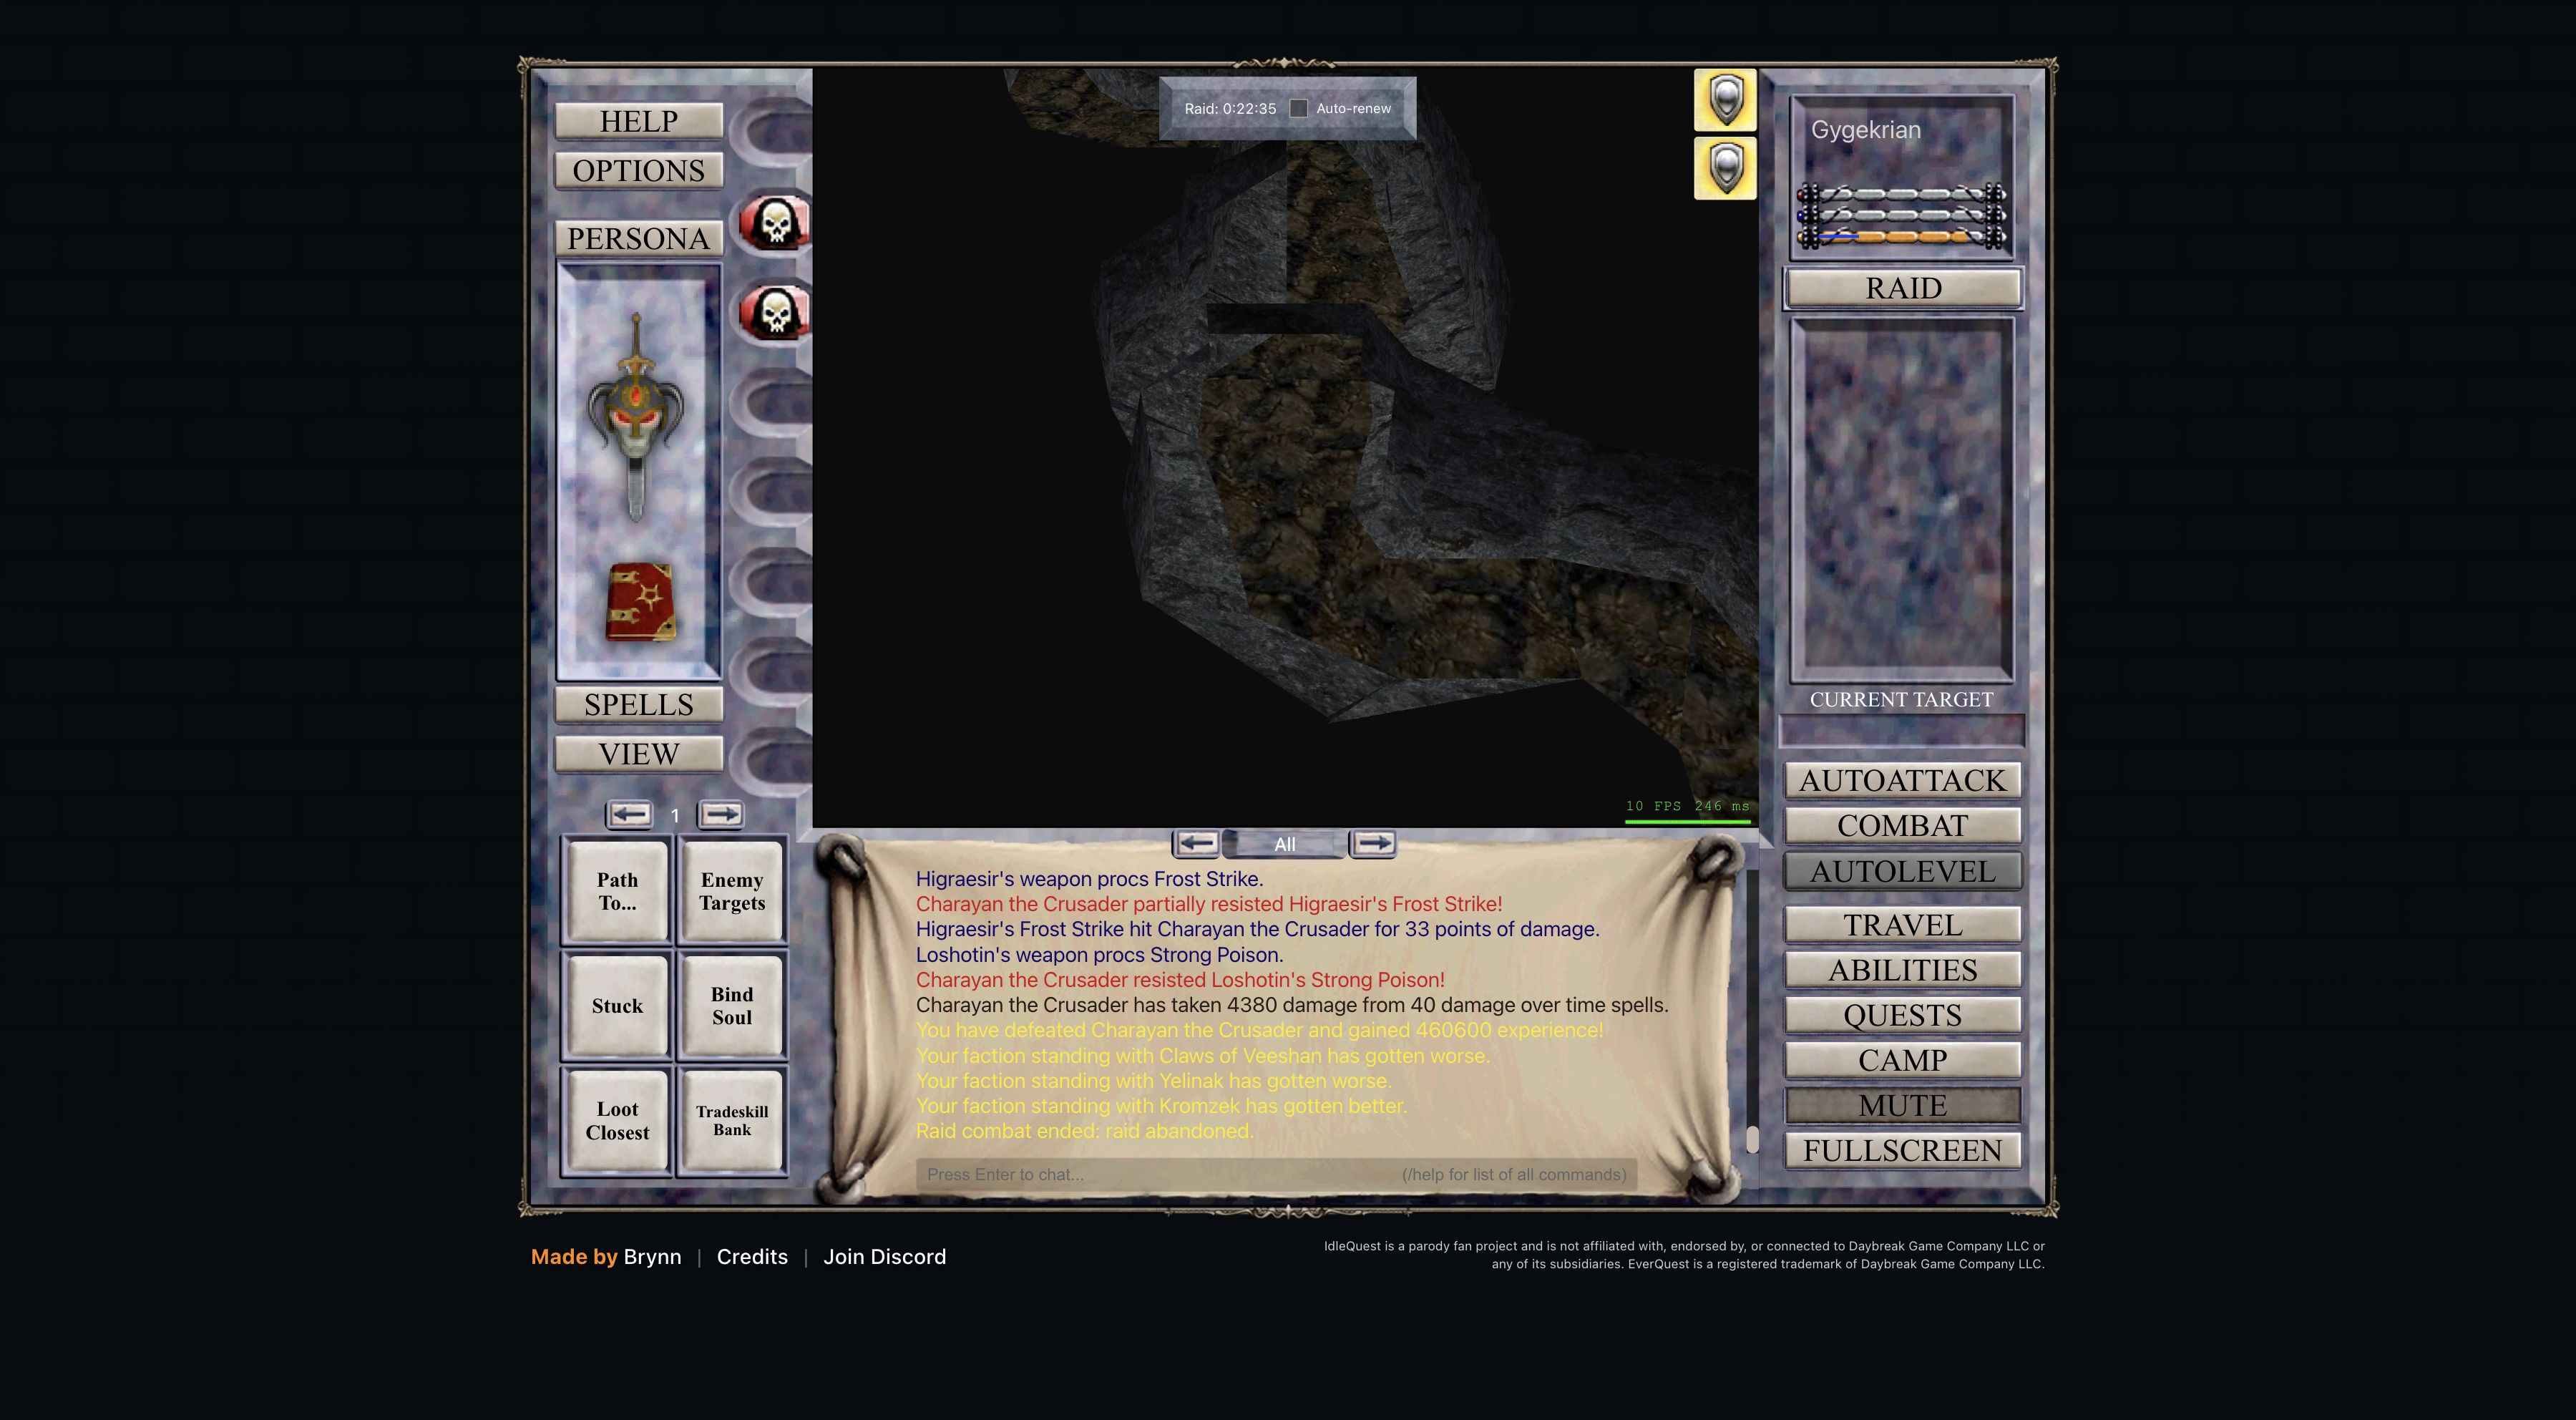 HELP
OPTIONS
PERSONA
SPELLS
VIEW
1
Path
To...
Enemy
Targets
Stuck
Bind
Soul
Loot
Closest
Tradeskill
Bank
Raid: 0:22:35 Auto-renew
10 FPS 246 ms
All
Higraesir's weapon procs Frost Strike.
Charayan the Crusader partially resisted Higraesir's Frost Strike!
Higraesir's Frost Strike hit Charayan the Crusader for 33 points of damage.
Loshotin's weapon procs Strong Poison.
Charayan the Crusader resisted Loshotin's Strong Poison!
Charayan the Crusader has taken 4380 damage from 40 damage over time spells.
You have defeated Charayan the Crusader and gained 460600 experience!
Your faction standing with Claws of Veeshan has gotten worse.
Your faction standing with Yelinak has gotten worse.
Your faction standing with Kromzek has gotten better.
Raid combat ended: raid abandoned.
Press Enter to chat... (/help for list of all commands)
Gygekrian
RAID
CURRENT TARGET
AUTOATTACK
COMBAT
AUTOLEVEL
TRAVEL
ABILITIES
QUESTS
CAMP
MUTE
FULLSCREEN
Made by Brynn | Credits | Join Discord
IdleQuest is a parody fan project and is not affiliated with, endorsed by, or connected to Daybreak Game Company LLC or
any of its subsidiaries. EverQuest is a registered trademark of Daybreak Game Company LLC.